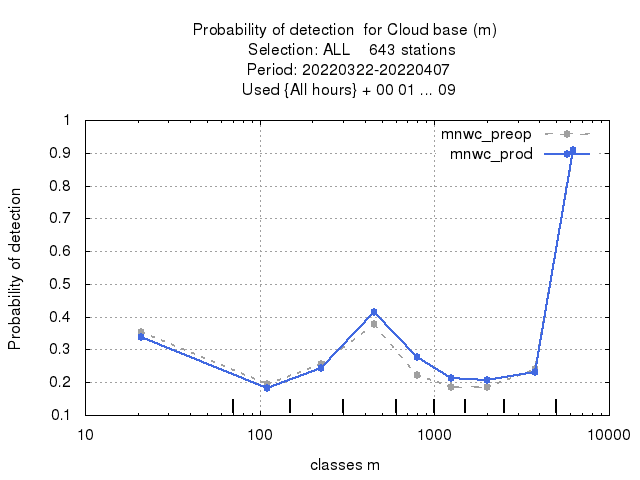 Probability of detection  for Cloud base (m)
Selection: ALL    643 stations
Period: 20220322-20220407
Used {All hours} + 00 01 ... 09
mnwc_preop
mnwc_prod
Probability of detection
1
0.9
0.8
0.7
0.6
0.5
0.4
0.3
0.2
0.1
10 100 1000 10000
classes m